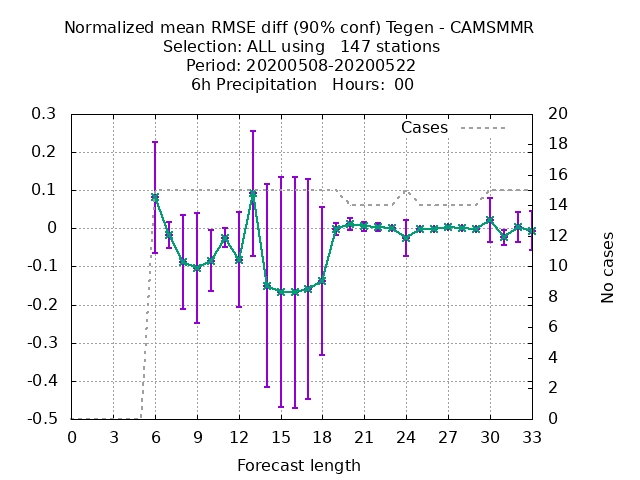 Normalized mean RMSE diff (90% conf) Tegen - CAMSMMR
Selection: ALL using   147 stations
Period: 20200508-20200522
6h Precipitation   Hours:  00
Cases
0.3
0.2
0.1
0
-0.1
-0.2
-0.3
-0.4
-0.5
20
18
16
14
12
10
8
6
4
2
0
No cases
0 3 6 9 12 15 18 21 24 27 30 33
Forecast length